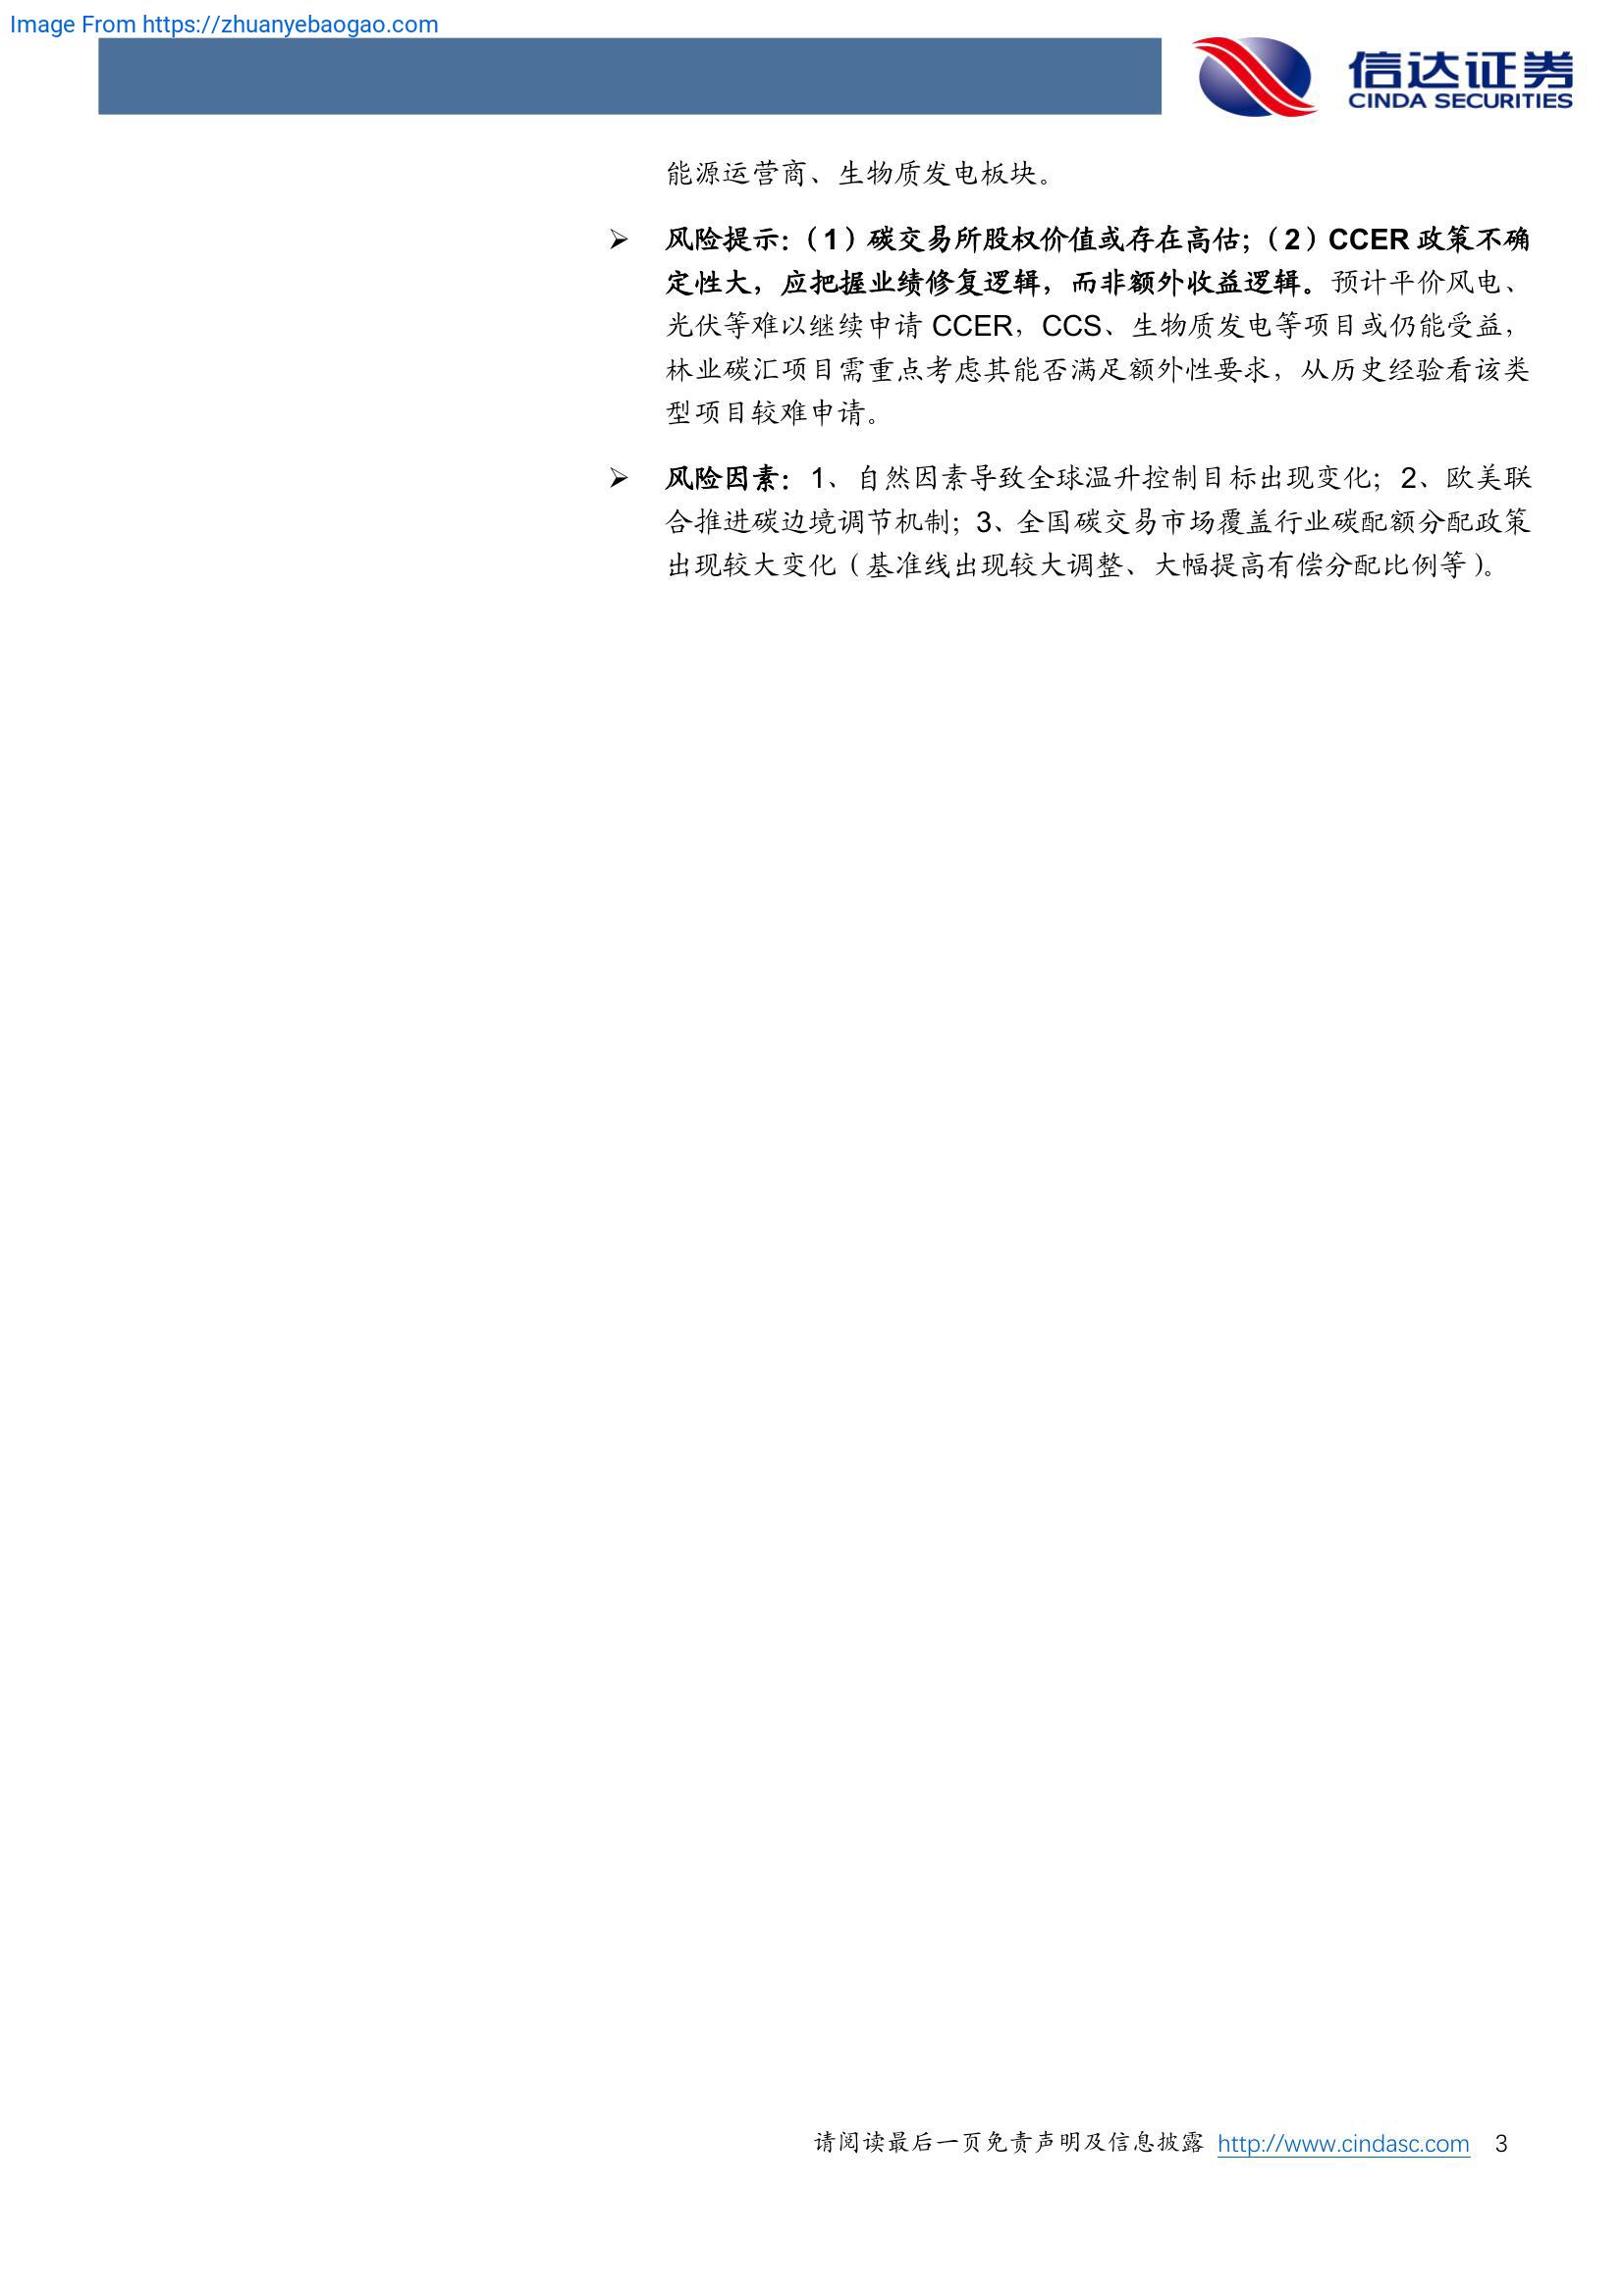 Image From https://zhuanyebaogao.com
信达证券
CINDA SECURITIES
能源运营商、生物质发电板块。
➢ 风险提示：（1）碳交易所股权价值或存在高估；（2）CCER 政策不确
定性大，应把握业绩修复逻辑，而非额外收益逻辑。预计平价风电、
光伏等难以继续申请 CCER，CCS、生物质发电等项目或仍能受益，
林业碳汇项目需重点考虑其能否满足额外性要求，从历史经验看该类
型项目较难申请。
➢ 风险因素：1、自然因素导致全球温升控制目标出现变化；2、欧美联
合推进碳边境调节机制；3、全国碳交易市场覆盖行业碳配额分配政策
出现较大变化（基准线出现较大调整、大幅提高有偿分配比例等）。
请阅读最后一页免责声明及信息披露 http://www.cindasc.com 3